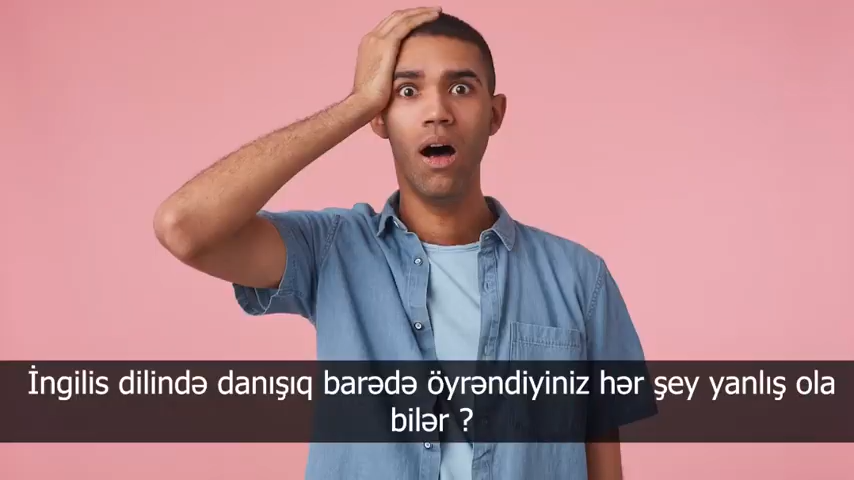 İngilis dilində danışıq barədə öyrəndiyiniz hər şey yanlış ola
bilər ?